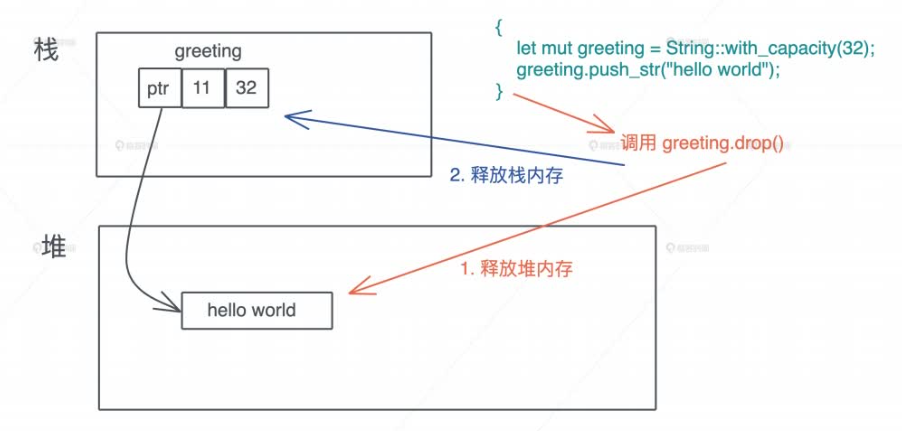 栈
greeting
ptr 11 32
{
let mut greeting = String::with_capacity(32);
greeting.push_str("hello world");
}
调用 greeting.drop()
2. 释放栈内存
堆
1. 释放堆内存
hello world